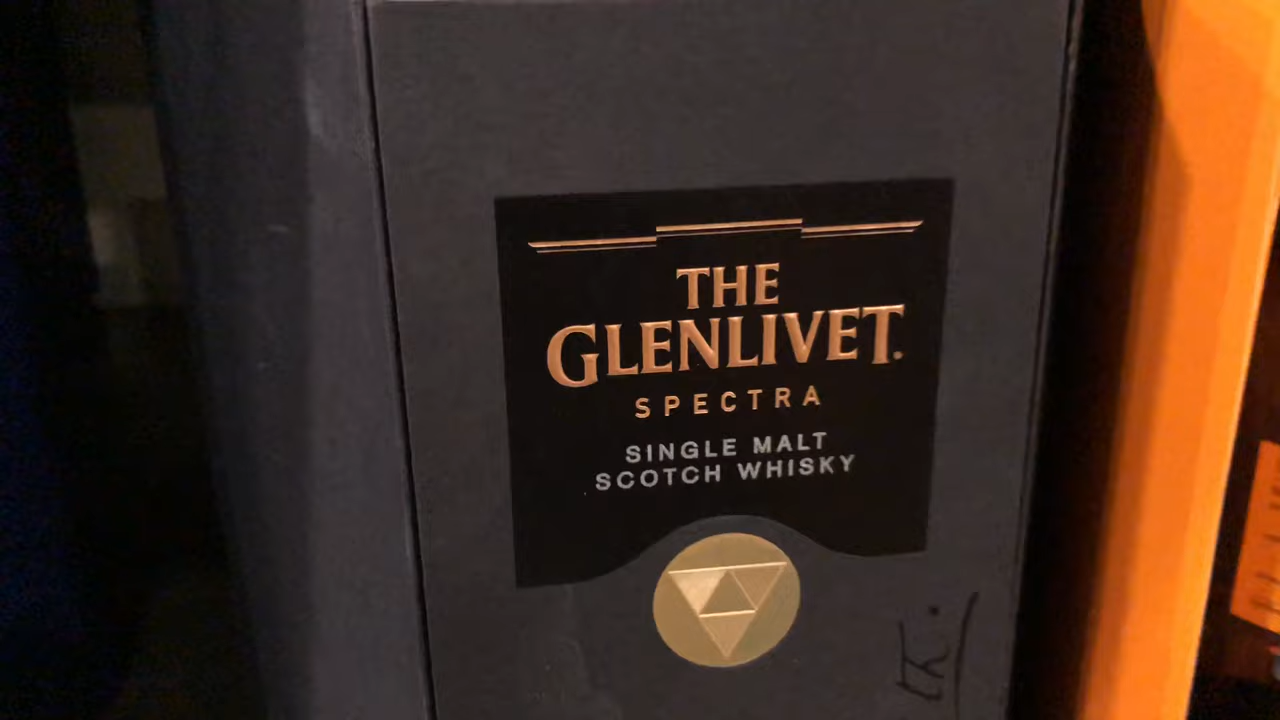 THE
GLENLIVET.
SPECTRA
SINGLE MALT
SCOTCH WHISKY